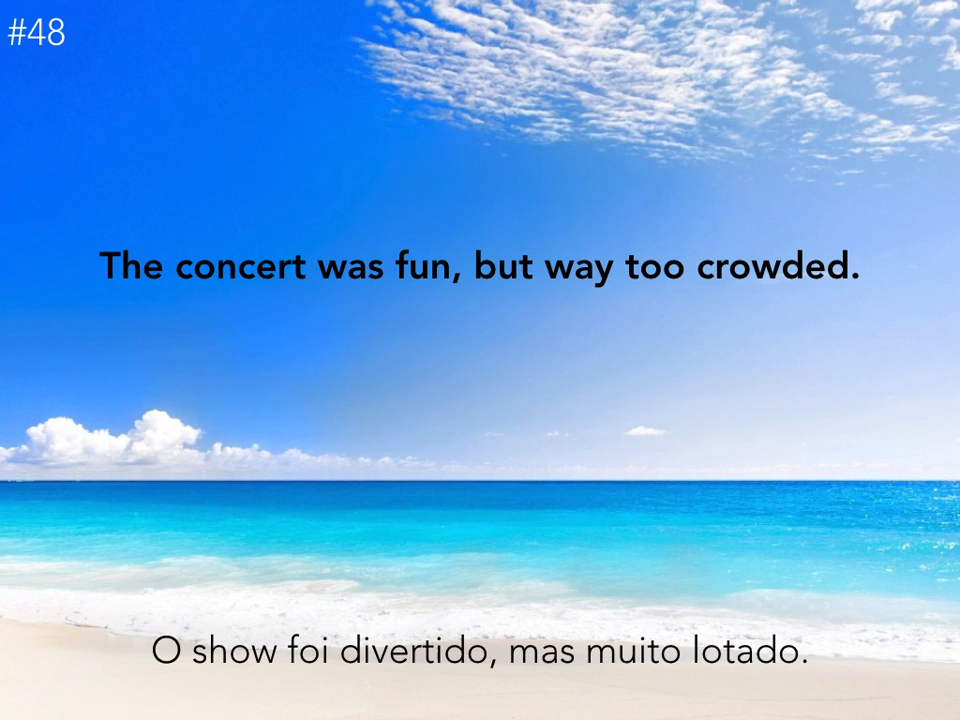 #48
The concert was fun, but way too crowded.
O show foi divertido, mas muito lotado.